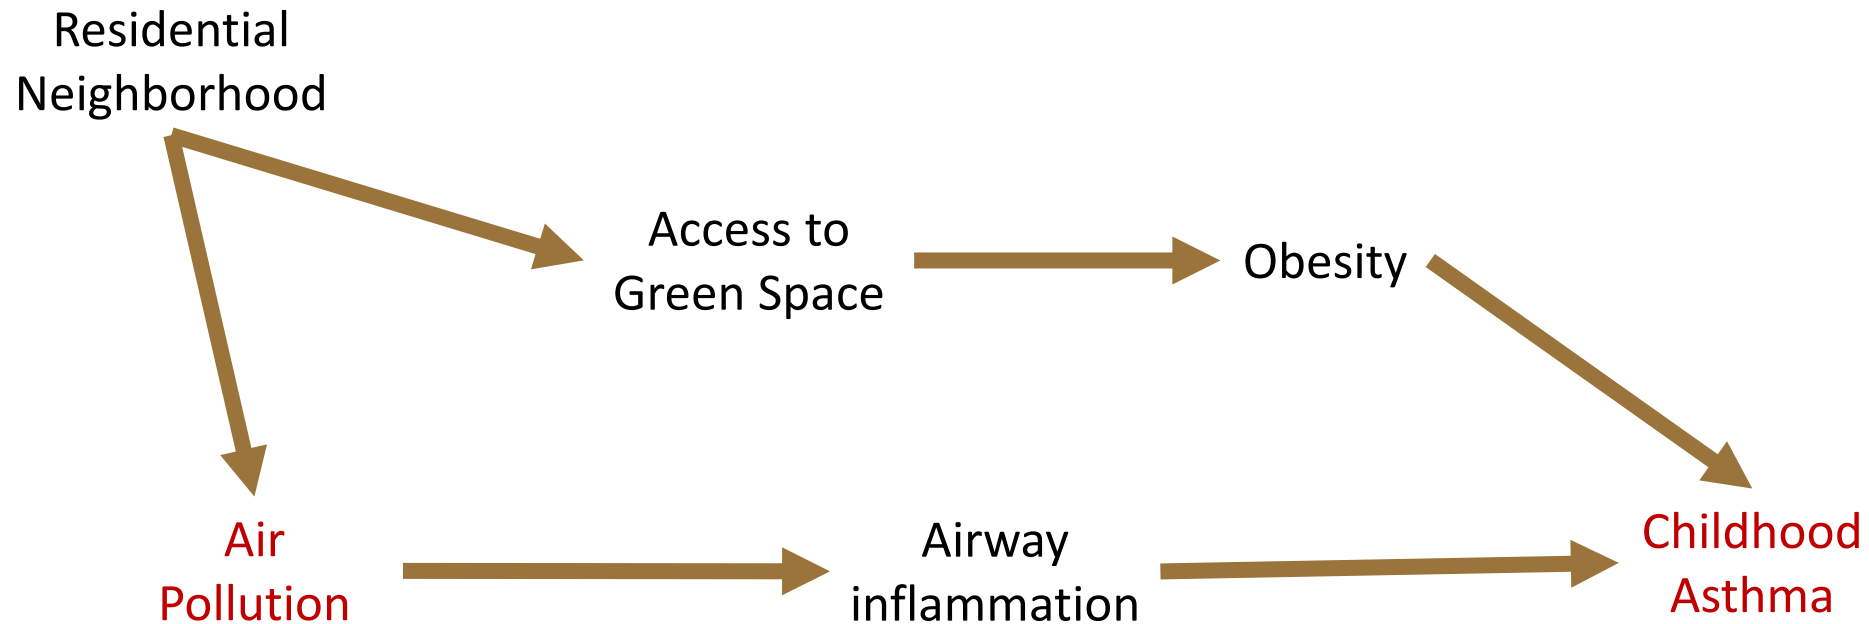 Residential
Neighborhood
Access to
Green Space
Obesity
Air
Pollution
Airway
inflammation
Childhood
Asthma